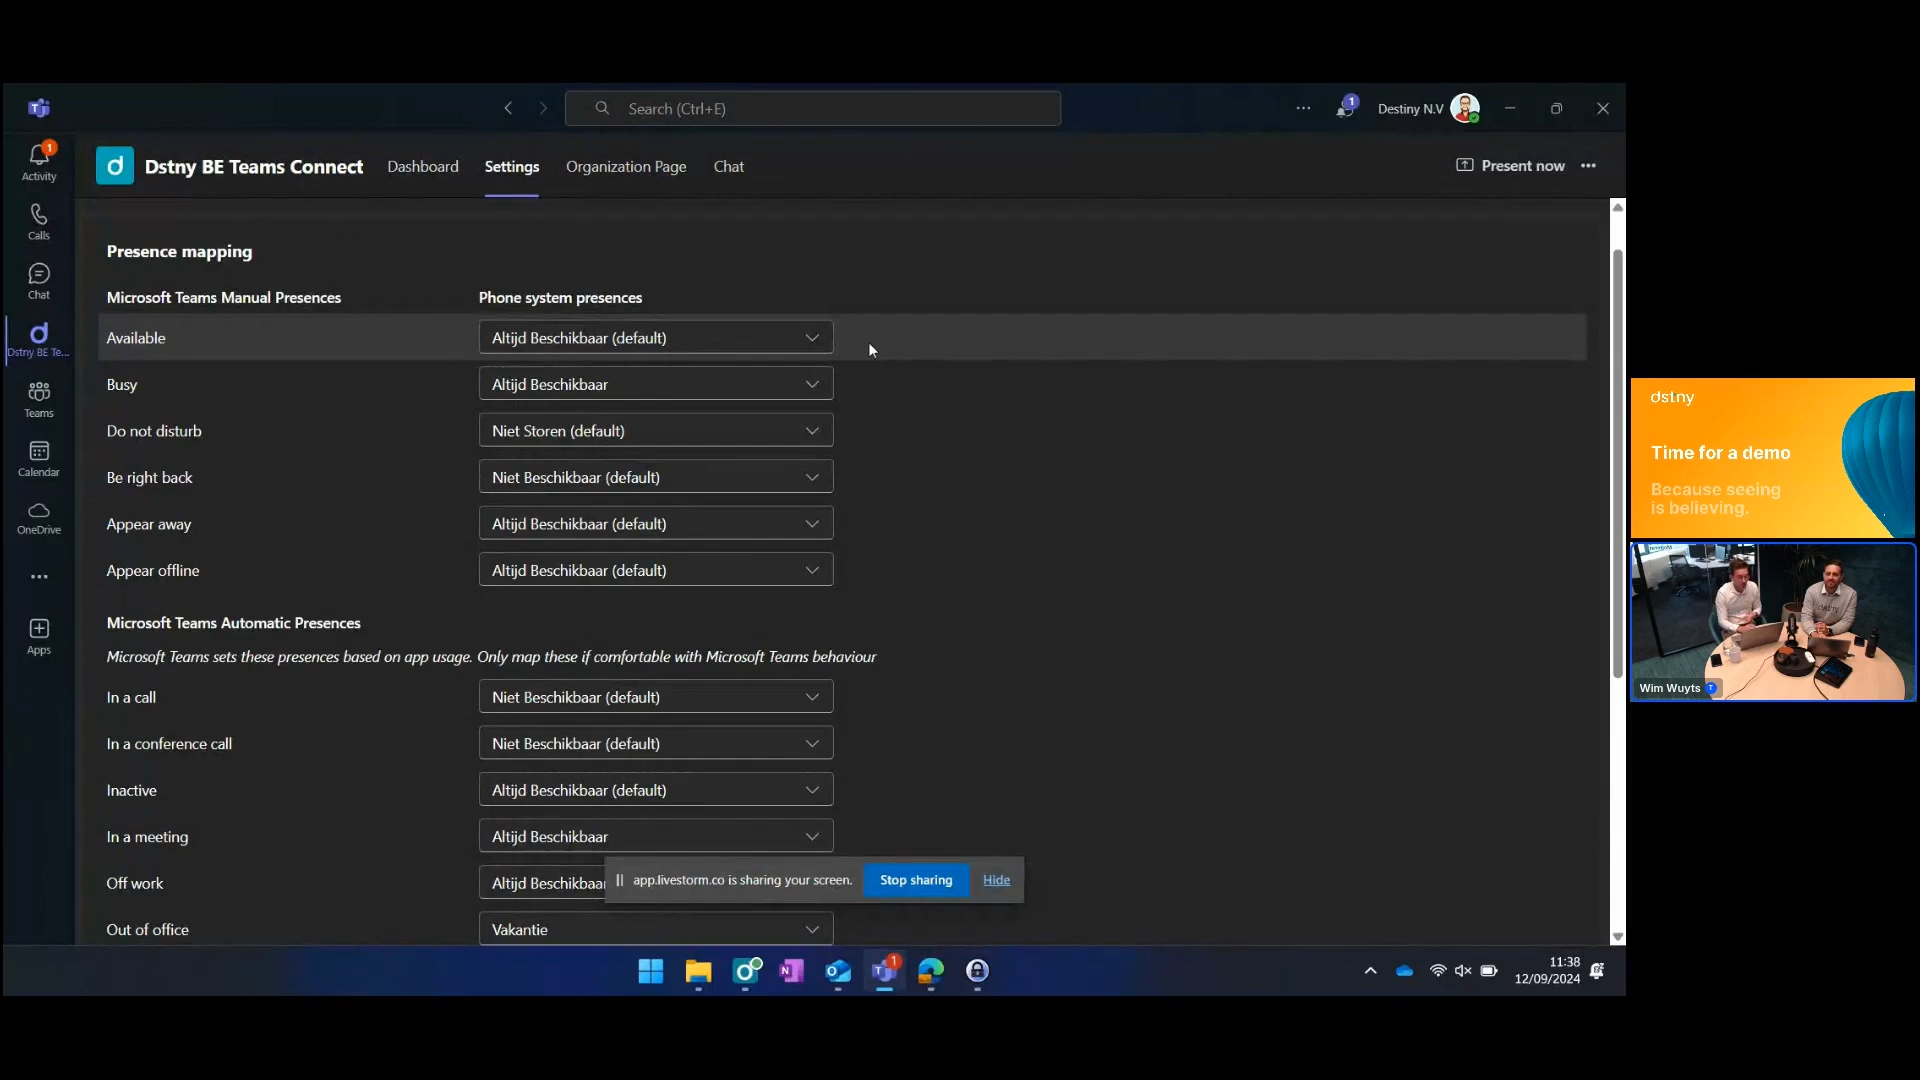 Search (Ctrl+E)
1
Destiny N.V
1
Activity
Calls
Chat
Dstny BE Te...
Teams
Calendar
OneDrive
Apps
d
Dstny BE Teams Connect
Dashboard
Settings
Organization Page
Chat
Present now
Presence mapping
Microsoft Teams Manual Presences
Phone system presences
Available
Altijd Beschikbaar (default)
Busy
Altijd Beschikbaar
Do not disturb
Niet Storen (default)
Be right back
Niet Beschikbaar (default)
Appear away
Altijd Beschikbaar (default)
Appear offline
Altijd Beschikbaar (default)
Microsoft Teams Automatic Presences
Microsoft Teams sets these presences based on app usage. Only map these if comfortable with Microsoft Teams behaviour
In a call
Niet Beschikbaar (default)
In a conference call
Niet Beschikbaar (default)
Inactive
Altijd Beschikbaar (default)
In a meeting
Altijd Beschikbaar
Off work
Altijd Beschikbaar
app.livestorm.co is sharing your screen.
Stop sharing
Hide
Out of office
Vakantie
1
11:38
12/09/2024
dstny
Time for a demo
Because seeing
is believing.
Wim Wuyts
T